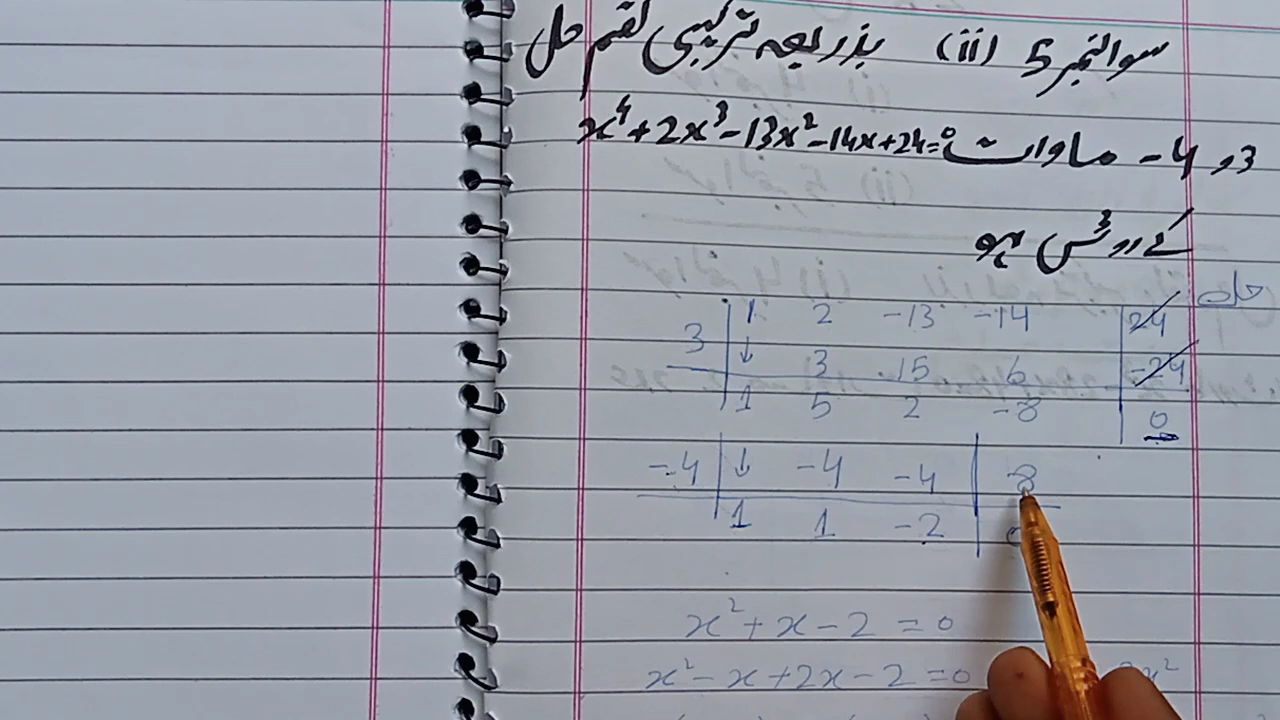 سوال نمبر 5 (ii) بذریعہ ترکیبی تقسیم حل
3 اور 4- مساوات x⁴ + 2x³ - 13x² - 14x + 24 = 0
کے روٹس ہو
حل
3 | 1 2 -13 -14 | 24
↓ 3 15 6 | -24
1 5 2 -8 | 0
-4 | ↓ -4 -4 | 8
1 1 -2
x² + x - 2 = 0
x² - x + 2x - 2 = 0